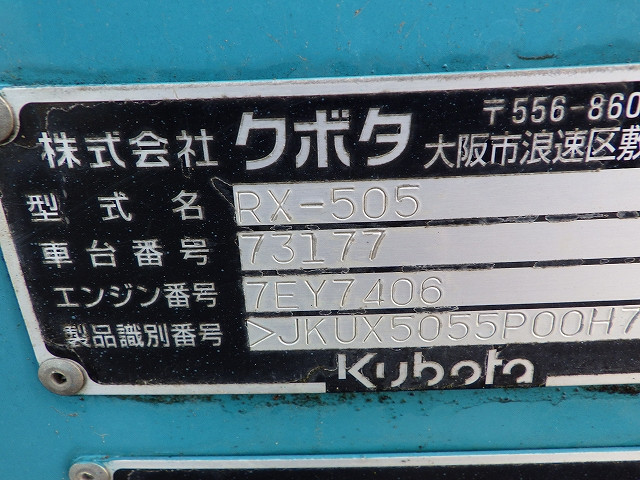 株式会社 クボタ 〒556-860
大阪市浪速区敷
型式名 RX-505
車台番号 73177
エンジン番号 7EY7406
製品識別番号 >JKUX5055P00H7
Kubota